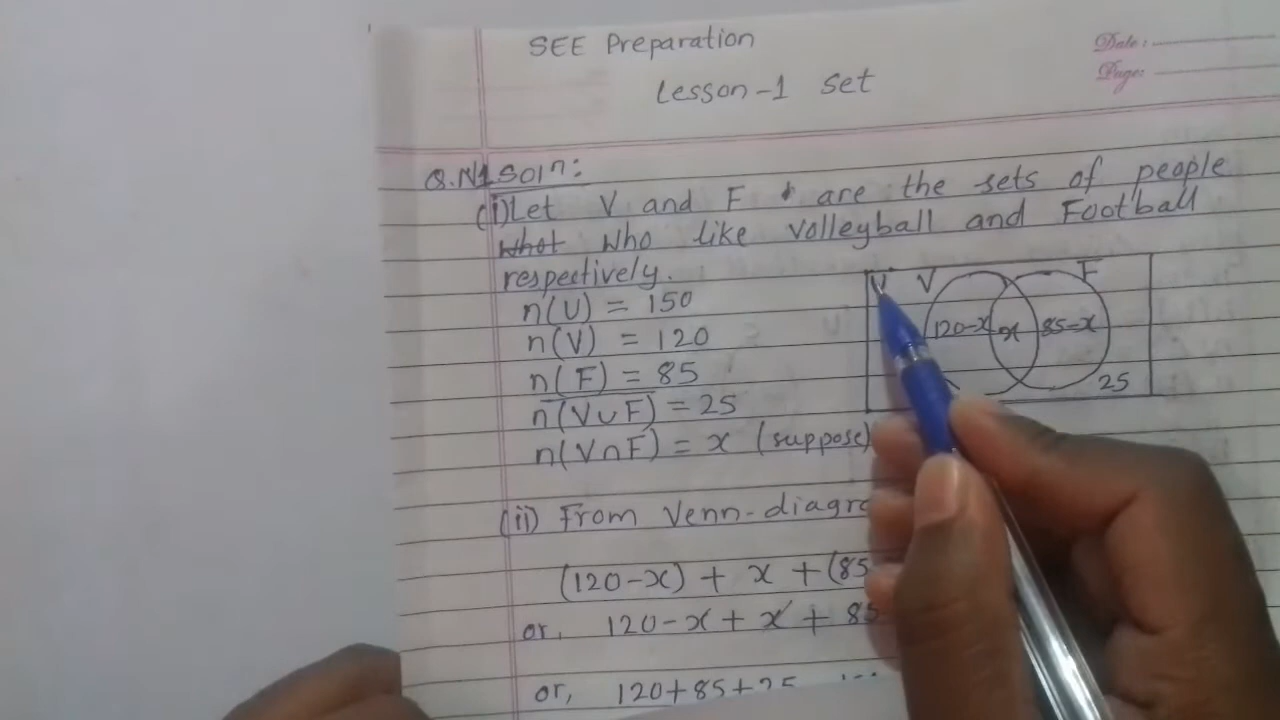 SEE Preparation
Lesson-1 Set
Date:
Page:
Q.N1 Soln:
(i) Let V and F are the sets of people
what who like volleyball and Football
respectively.
n(U) = 150
n(V) = 120
n(F) = 85
n(V∪F)̅ = 25
n(V∩F) = x (suppose)
U V F
120-x x 85-x
25
(ii) From Venn-diagra
(120-x) + x + (85
or, 120-x + x + 85
or, 120+85+25